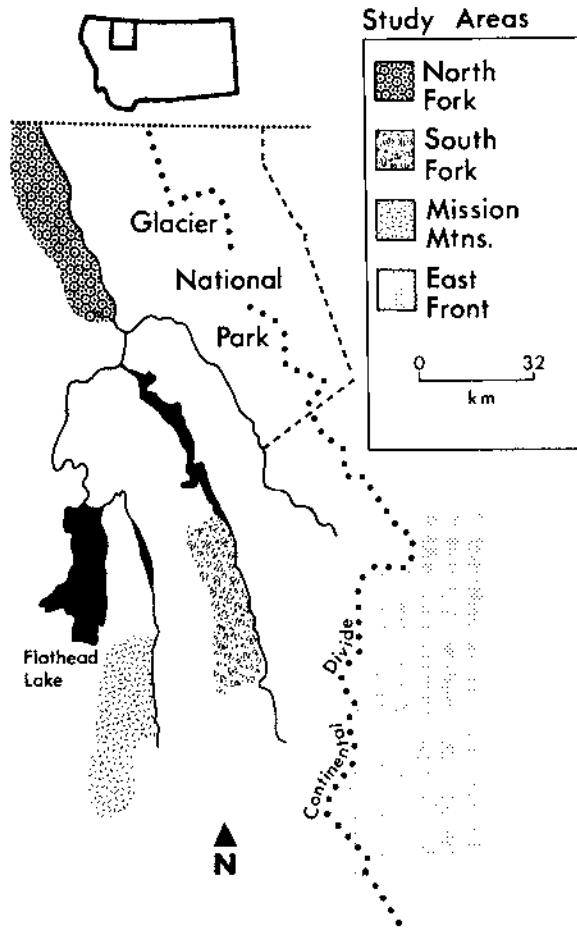 Study Areas
North
Fork
South
Fork
Mission
Mtns.
East
Front
0 32
km
Glacier
National
Park
Flathead
Lake
Continental Divide
N